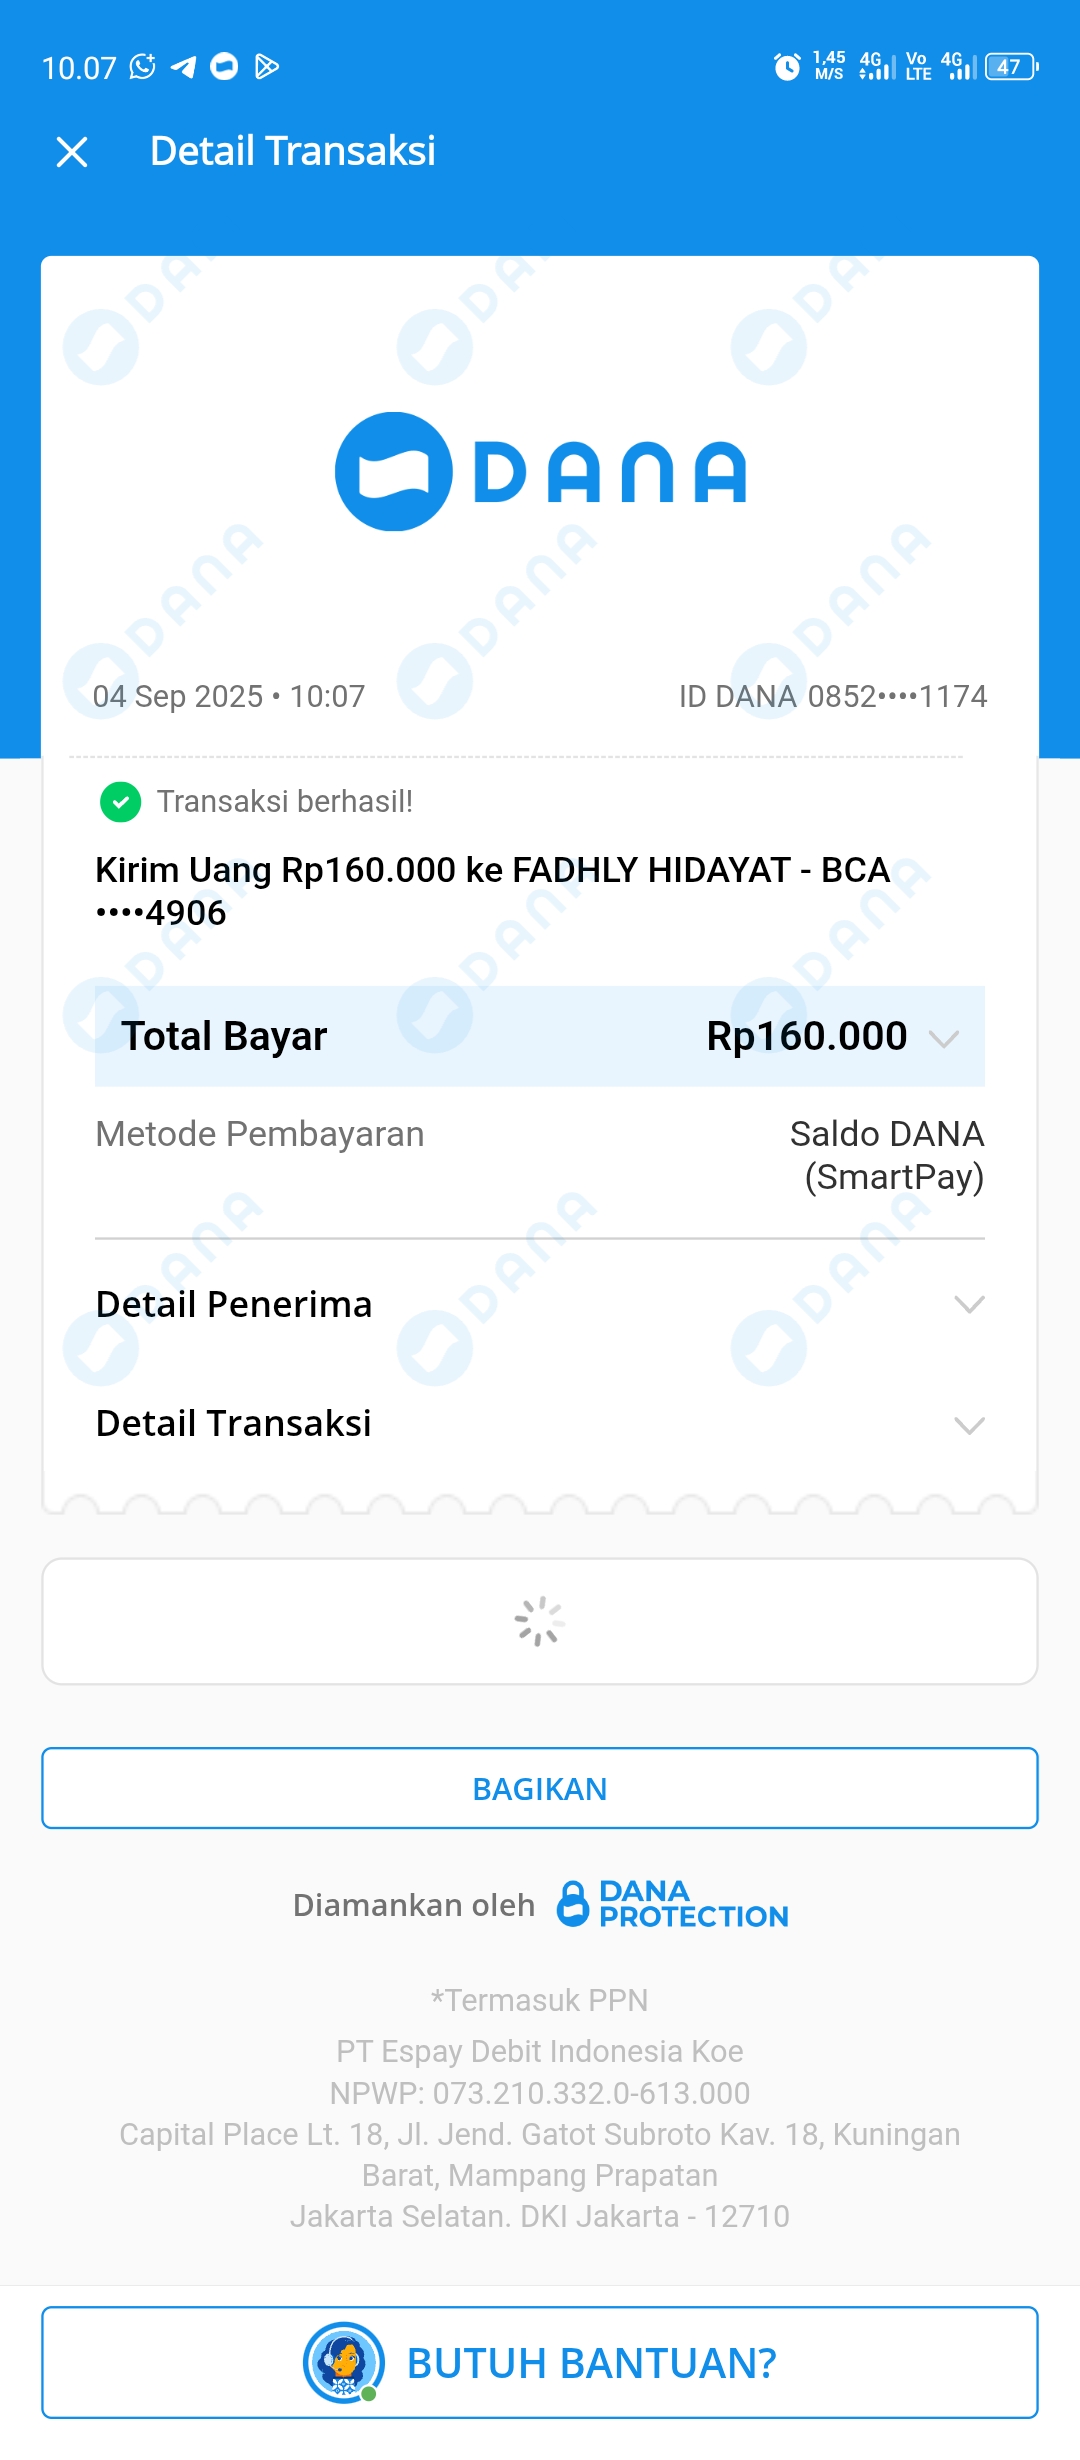 10.07
1,45 M/S 4G Vo LTE 4G 47
Detail Transaksi
DANA
04 Sep 2025 • 10:07
ID DANA 0852••••1174
Transaksi berhasil!
Kirim Uang Rp160.000 ke FADHLY HIDAYAT - BCA
••••4906
Total Bayar Rp160.000
Metode Pembayaran Saldo DANA
(SmartPay)
Detail Penerima
Detail Transaksi
BAGIKAN
Diamankan oleh DANA PROTECTION
*Termasuk PPN
PT Espay Debit Indonesia Koe
NPWP: 073.210.332.0-613.000
Capital Place Lt. 18, Jl. Jend. Gatot Subroto Kav. 18, Kuningan
Barat, Mampang Prapatan
Jakarta Selatan. DKI Jakarta - 12710
BUTUH BANTUAN?